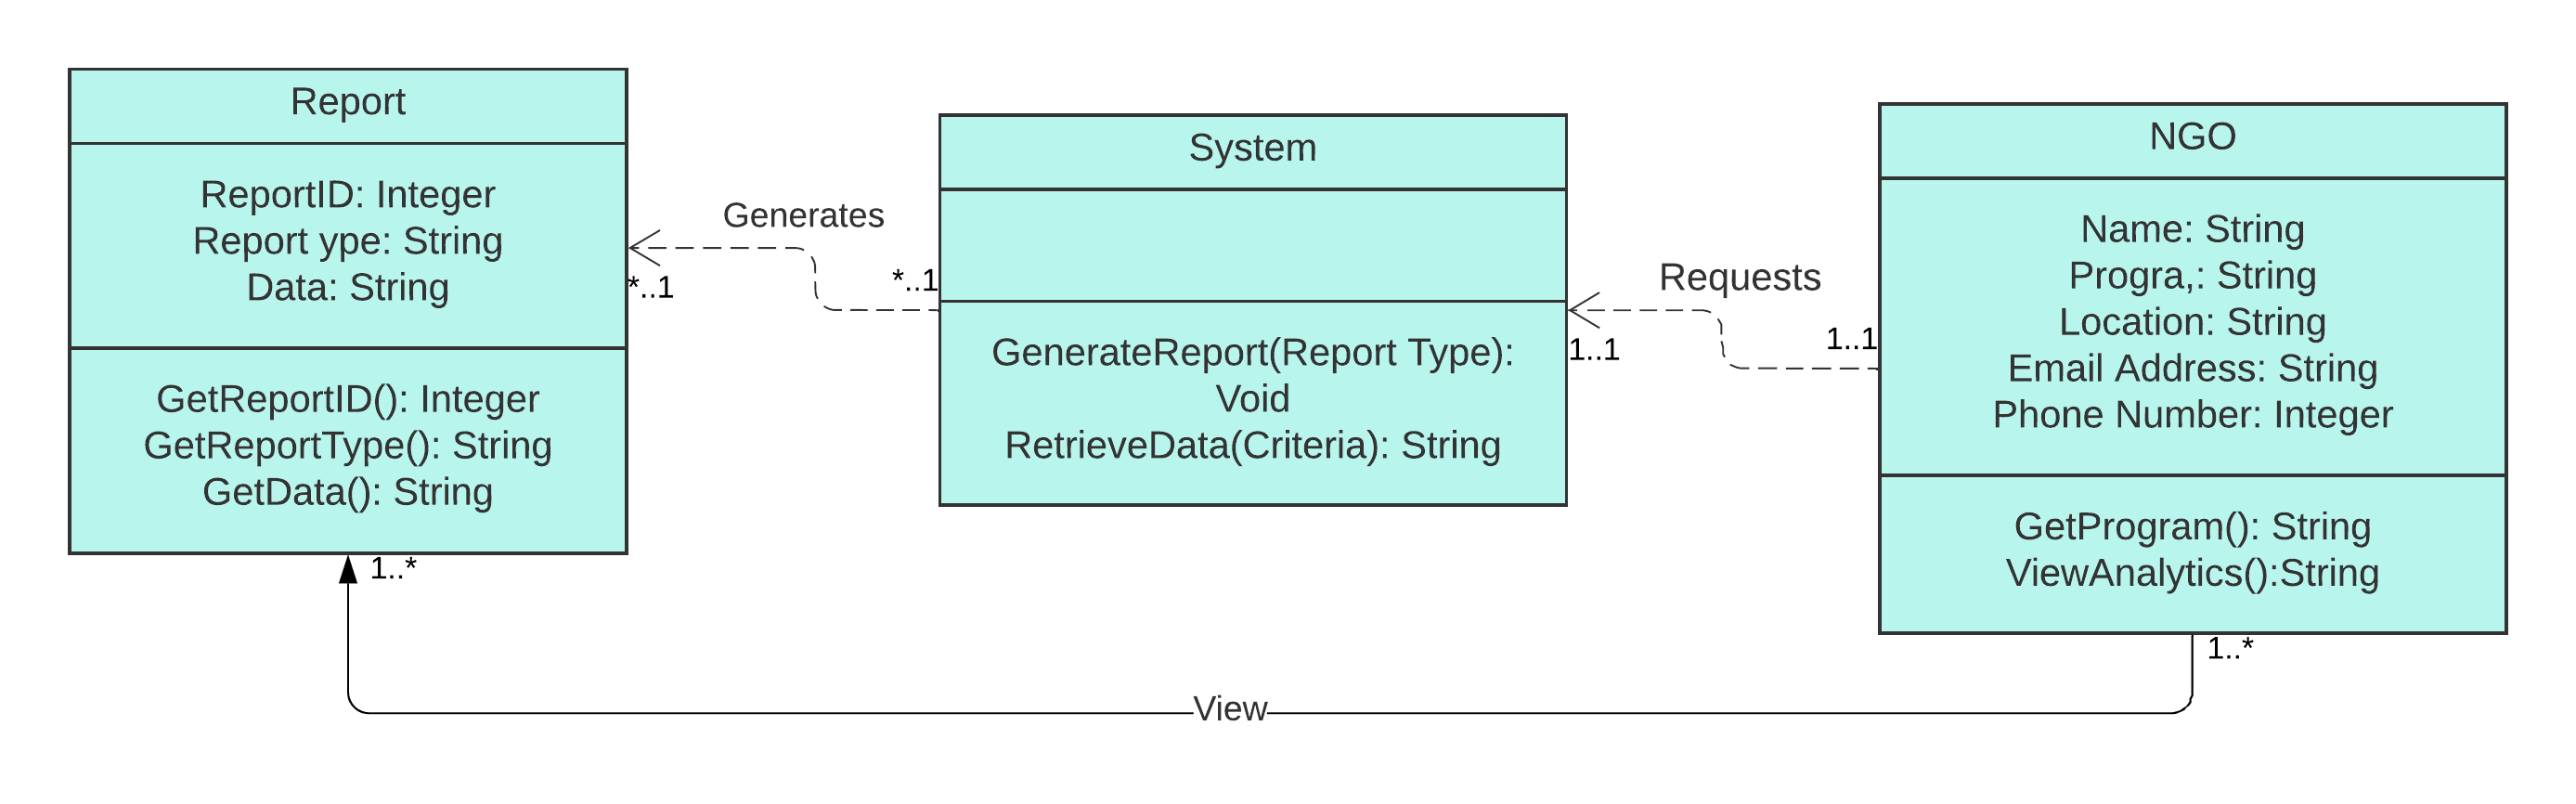 Report
ReportID: Integer
Report ype: String
Data: String
GetReportID(): Integer
GetReportType(): String
GetData(): String
Generates
*..1
*..1
System
GenerateReport(Report Type):
Void
RetrieveData(Criteria): String
Requests
1..1
1..1
NGO
Name: String
Progra,: String
Location: String
Email Address: String
Phone Number: Integer
GetProgram(): String
ViewAnalytics():String
1..*
1..*
View